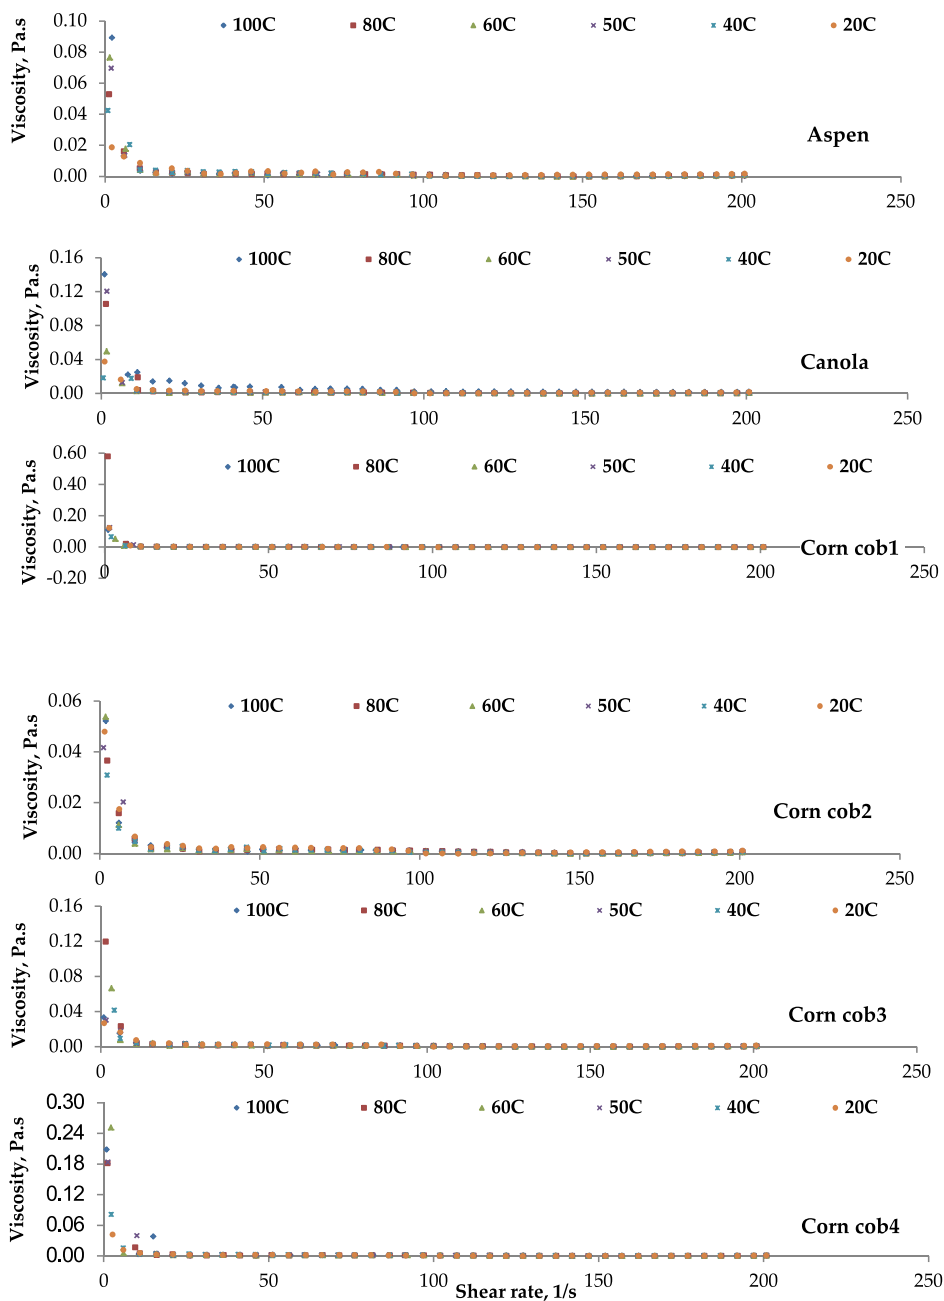 Viscosity, Pa.s
0.10
100C 80C 60C 50C 40C 20C
0.08
0.06
0.04
Aspen
0.02
0.00
0 50 100 150 200 250
Viscosity, Pa.s
0.16
100C 80C 60C 50C 40C 20C
0.12
0.08
0.04
Canola
0.00
0 50 100 150 200 250
Viscosity, Pa.s
0.60
100C 80C 60C 50C 40C 20C
0.40
0.20
0.00
Corn cob1
-0.20
0 50 100 150 200 250
Viscosity, Pa.s
0.06
100C 80C 60C 50C 40C 20C
0.04
0.02
Corn cob2
0.00
0 50 100 150 200 250
Viscosity, Pa.s
0.16
100C 80C 60C 50C 40C 20C
0.12
0.08
0.04
Corn cob3
0.00
0 50 100 150 200 250
Viscosity, Pa.s
0.30
100C 80C 60C 50C 40C 20C
0.24
0.18
0.12
0.06
Corn cob4
0.00
0 50 100 150 200 250
Shear rate, 1/s